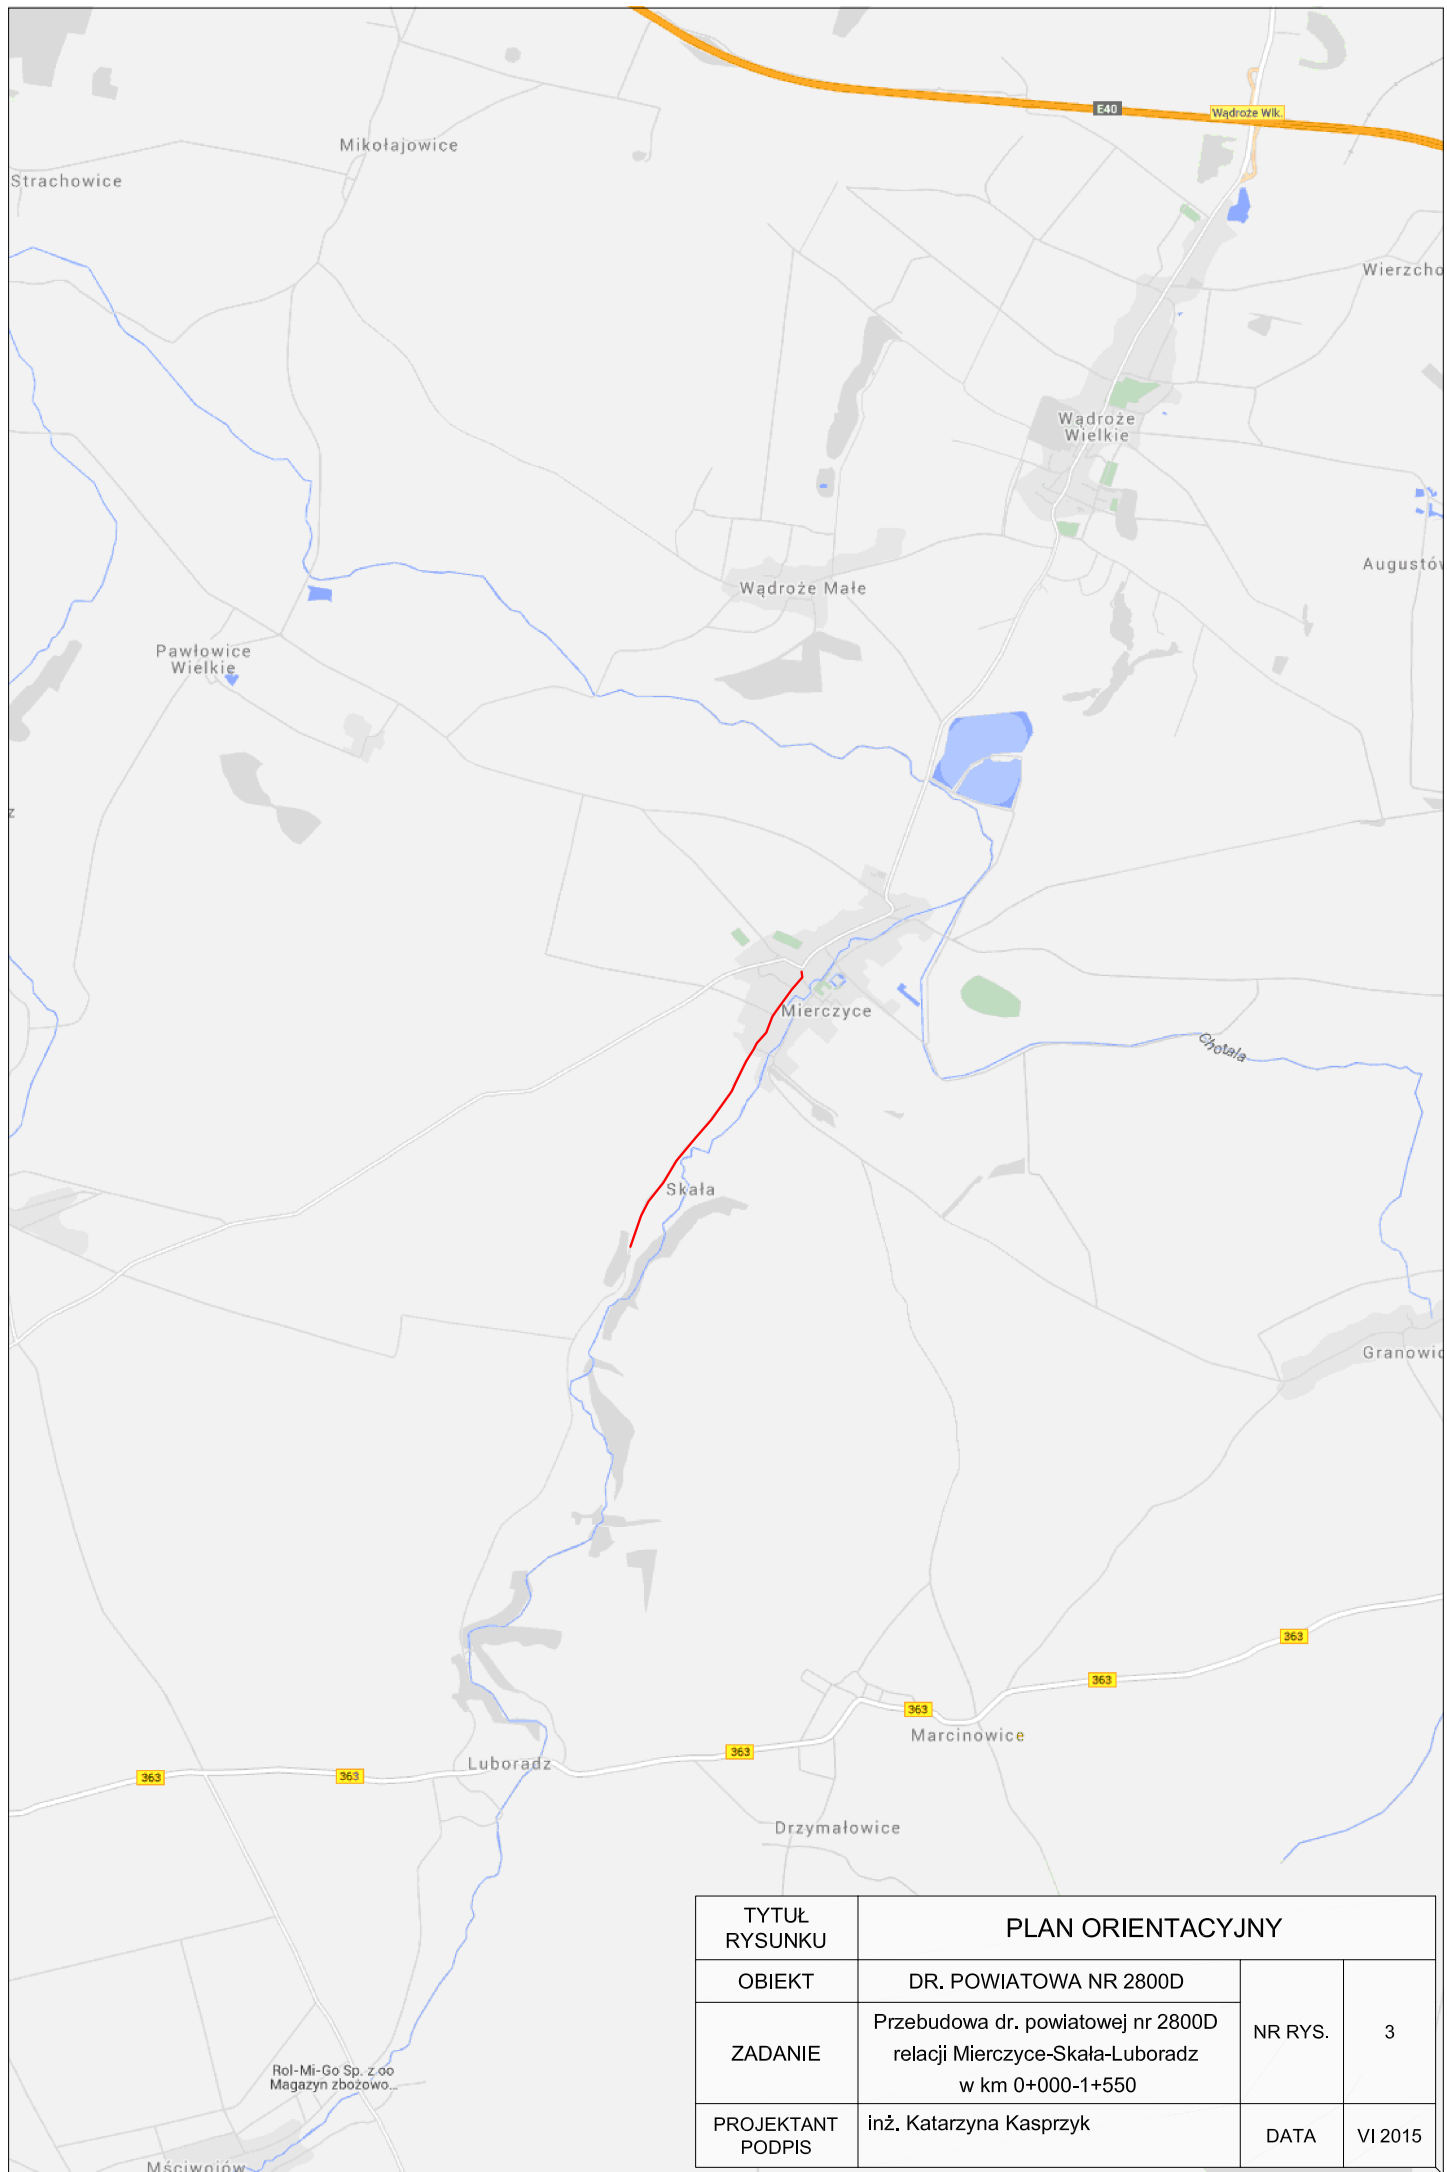 E40
Wądroże Wlk.
Mikołajowice
Strachowice
Wierzcho
Wądroże
Wielkie
Augustów
Wądroże Małe
Pawłowice
Wielkie
z
Mierczyce
Chotała
Skała
Granowic
363
363
363
Marcinowice
363
Luboradz
363
363
Drzymałowice
TYTUŁ
RYSUNKU
PLAN ORIENTACYJNY
OBIEKT
DR. POWIATOWA NR 2800D
ZADANIE
Przebudowa dr. powiatowej nr 2800D
relacji Mierczyce-Skała-Luboradz
w km 0+000-1+550
NR RYS.
3
PROJEKTANT
PODPIS
inż. Katarzyna Kasprzyk
DATA
VI 2015
Rol-Mi-Go Sp. z oo
Magazyn zbożowo...
Mściwojów